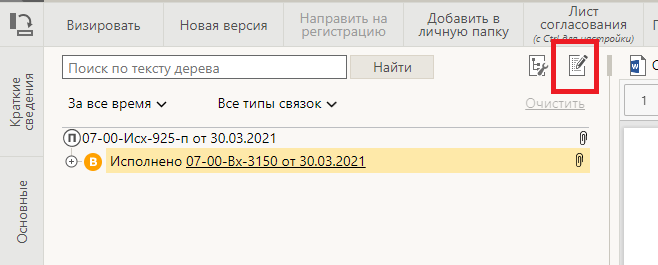 Визировать
Новая версия
Направить на
регистрацию
Добавить в
личную папку
Лист
согласования
(с Ctrl для настройки)
Краткие
сведения
Основные
Поиск по тексту дерева
Найти
За все время
Все типы связок
Очистить
П 07-00-Исх-925-п от 30.03.2021
В Исполнено 07-00-Вх-3150 от 30.03.2021
1